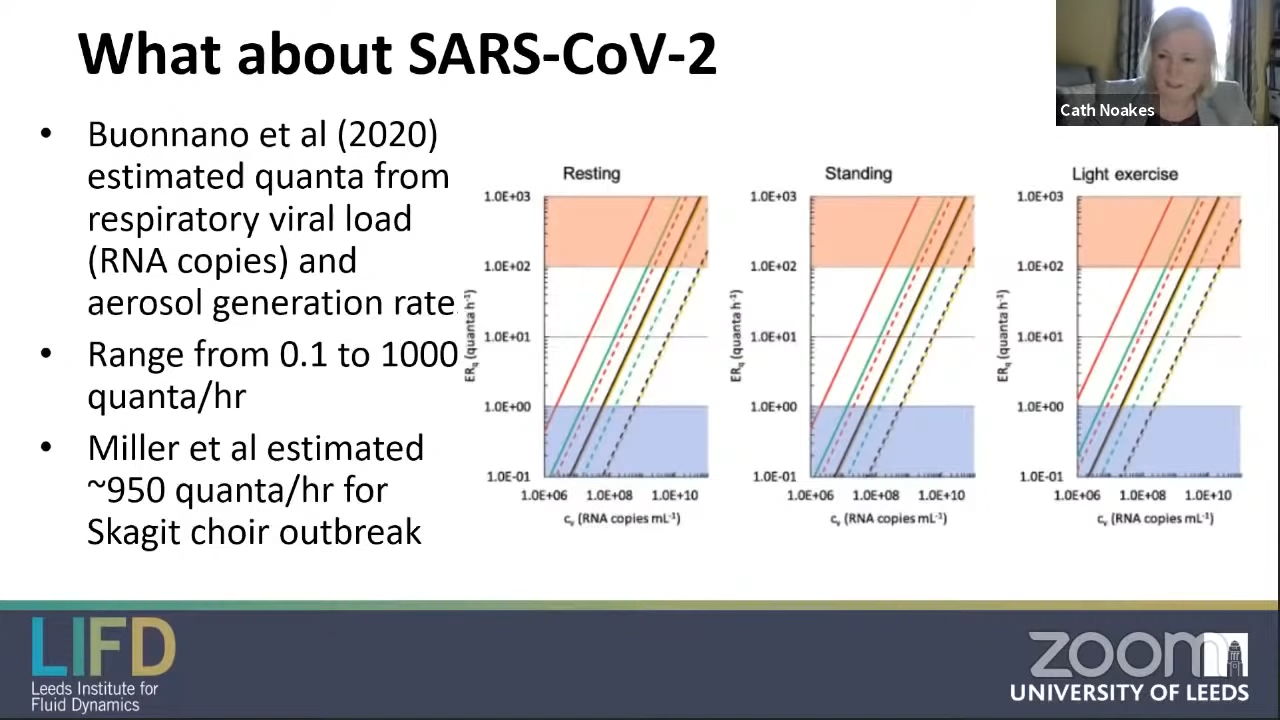 What about SARS-CoV-2
Cath Noakes
• Buonnano et al (2020)
estimated quanta from
respiratory viral load
(RNA copies) and
aerosol generation rate.
• Range from 0.1 to 1000
quanta/hr
• Miller et al estimated
~950 quanta/hr for
Skagit choir outbreak
Resting
1.0E+03
1.0E+02
1.0E+01
1.0E+00
1.0E-01
ERq (quanta h-1)
1.0E+06 1.0E+08 1.0E+10
cv (RNA copies mL-1)
Standing
1.0E+03
1.0E+02
1.0E+01
1.0E+00
1.0E-01
ERq (quanta h-1)
1.0E+06 1.0E+08 1.0E+10
cv (RNA copies mL-1)
Light exercise
1.0E+03
1.0E+02
1.0E+01
1.0E+00
1.0E-01
ERq (quanta h-1)
1.0E+06 1.0E+08 1.0E+10
cv (RNA copies mL-1)
LIFD
Leeds Institute for
Fluid Dynamics
zoom
UNIVERSITY OF LEEDS